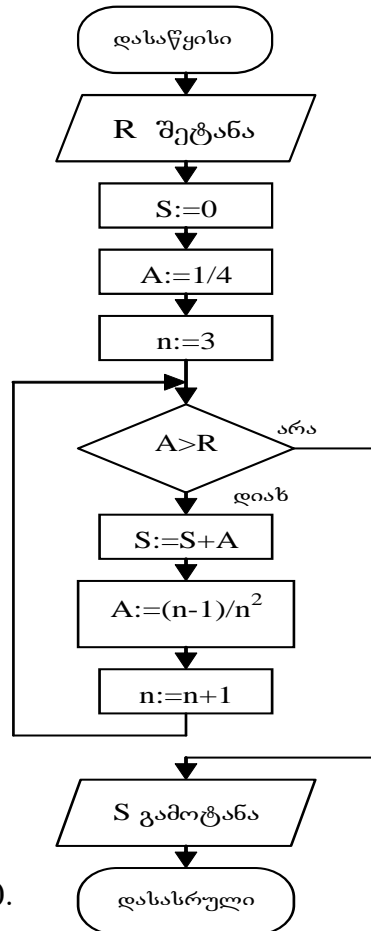 დასაწყისი
R შეტანა
S:=0
A:=1/4
n:=3
A>R
არა
დიახ
S:=S+A
A:=(n-1)/n²
n:=n+1
S გამოტანა
).
დასასრული